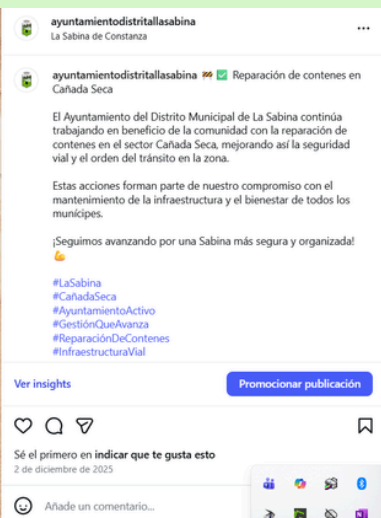 ayuntamientodistritallasabina
La Sabina de Constanza
ayuntamientodistritallasabina 🚧 ✅ Reparación de contenes en
Cañada Seca
El Ayuntamiento del Distrito Municipal de La Sabina continúa
trabajando en beneficio de la comunidad con la reparación de
contenes en el sector Cañada Seca, mejorando así la seguridad
vial y el orden del tránsito en la zona.
Estas acciones forman parte de nuestro compromiso con el
mantenimiento de la infraestructura y el bienestar de todos los
munícipes.
¡Seguimos avanzando por una Sabina más segura y organizada!
💪
#LaSabina
#CañadaSeca
#AyuntamientoActivo
#GestiónQueAvanza
#ReparaciónDeContenes
#InfraestructuraVial
Ver insights
Promocionar publicación
Sé el primero en indicar que te gusta esto
2 de diciembre de 2025
Añade un comentario...